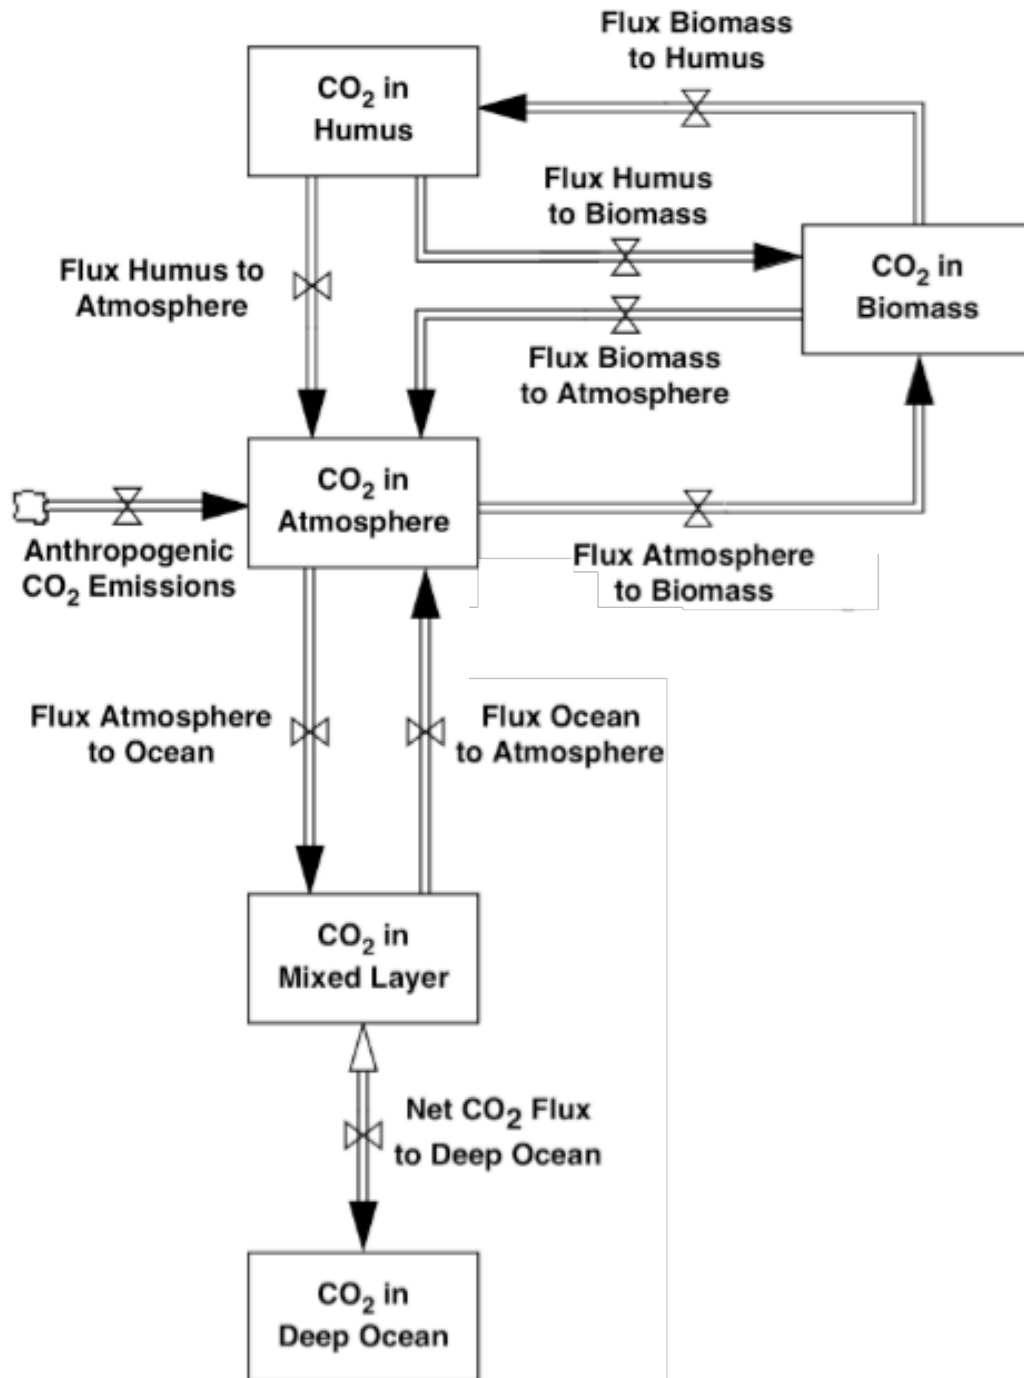 Flux Biomass
to Humus
CO₂ in
Humus
Flux Humus
to Biomass
CO₂ in
Biomass
Flux Humus to
Atmosphere
Flux Biomass
to Atmosphere
CO₂ in
Atmosphere
Anthropogenic
CO₂ Emissions
Flux Atmosphere
to Biomass
Flux Atmosphere
to Ocean
Flux Ocean
to Atmosphere
CO₂ in
Mixed Layer
Net CO₂ Flux
to Deep Ocean
CO₂ in
Deep Ocean